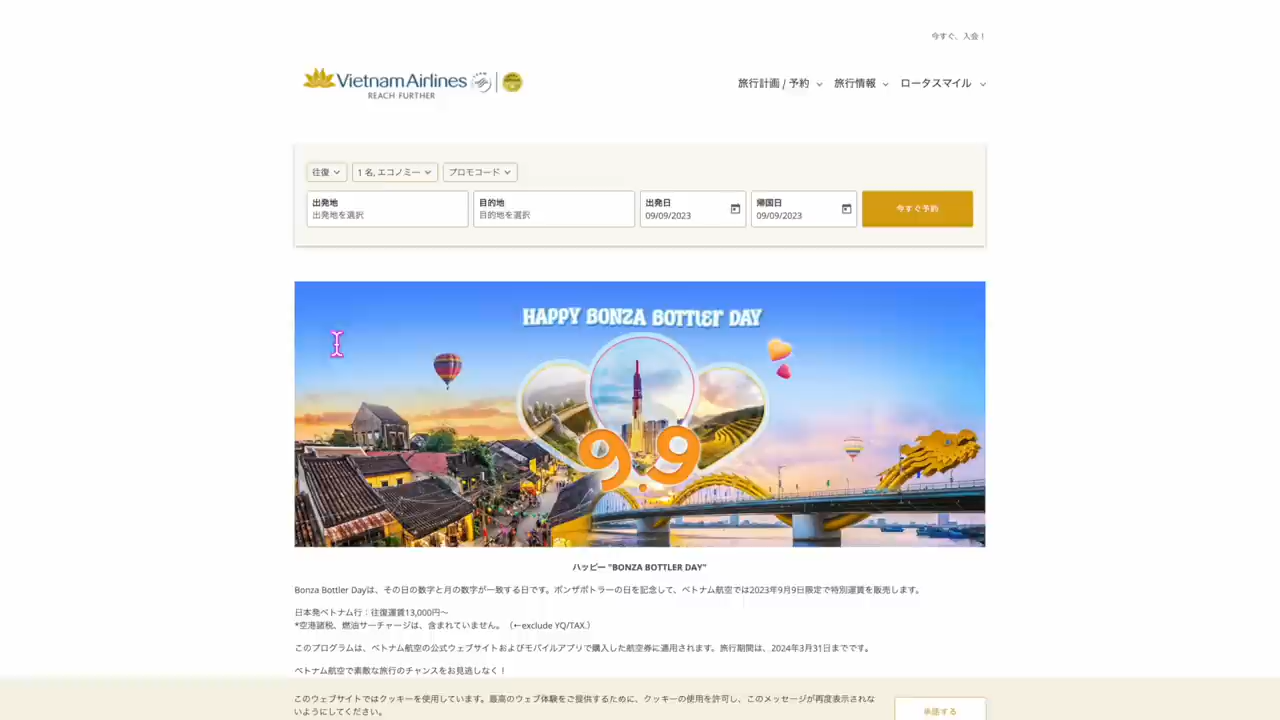 今すぐ、入会！
Vietnam Airlines
REACH FURTHER
旅行計画 / 予約
旅行情報
ロータスマイル
往復
1 名, エコノミー
プロモコード
出発地
出発地を選択
目的地
目的地を選択
出発日
09/09/2023
帰国日
09/09/2023
今すぐ予約
HAPPY BONZA BOTTLER DAY
9.9
ハッピー "BONZA BOTTLER DAY"
Bonza Bottler Dayは、その日の数字と月の数字が一致する日です。ボンザボトラーの日を記念して、ベトナム航空では2023年9月9日限定で特別運賃を販売します。
日本発ベトナム行：往復運賃13,000円～
*空港諸税、燃油サーチャージは、含まれていません。（←exclude YQ/TAX.）
このプログラムは、ベトナム航空の公式ウェブサイトおよびモバイルアプリで購入した航空券に適用されます。旅行期間は、2024年3月31日までです。
ベトナム航空で素敵な旅行のチャンスをお見逃しなく！
このウェブサイトではクッキーを使用しています。最高のウェブ体験をご提供するために、クッキーの使用を許可し、このメッセージが再度表示されな
いようにしてください。
承諾する